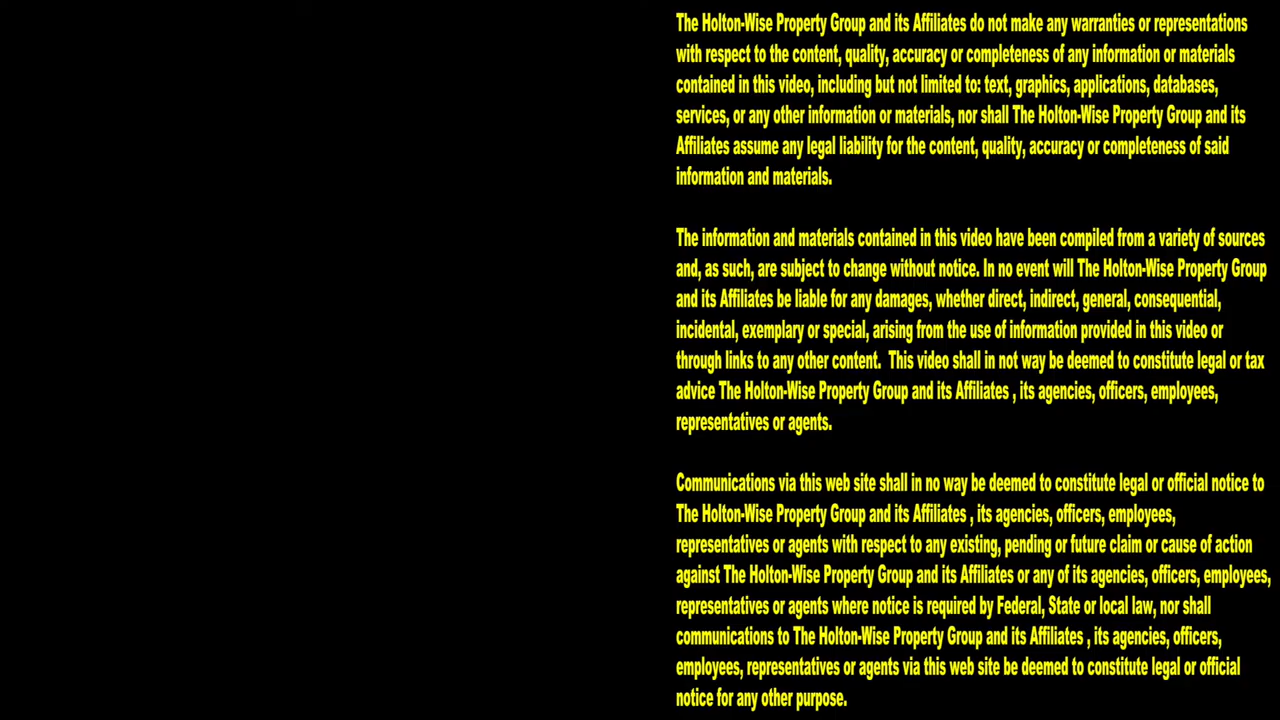 The Holton-Wise Property Group and its Affiliates do not make any warranties or representations
with respect to the content, quality, accuracy or completeness of any information or materials
contained in this video, including but not limited to: text, graphics, applications, databases,
services, or any other information or materials, nor shall The Holton-Wise Property Group and its
Affiliates assume any legal liability for the content, quality, accuracy or completeness of said
information and materials.
The information and materials contained in this video have been compiled from a variety of sources
and, as such, are subject to change without notice. In no event will The Holton-Wise Property Group
and its Affiliates be liable for any damages, whether direct, indirect, general, consequential,
incidental, exemplary or special, arising from the use of information provided in this video or
through links to any other content.  This video shall in not way be deemed to constitute legal or tax
advice The Holton-Wise Property Group and its Affiliates , its agencies, officers, employees,
representatives or agents.
Communications via this web site shall in no way be deemed to constitute legal or official notice to
The Holton-Wise Property Group and its Affiliates , its agencies, officers, employees,
representatives or agents with respect to any existing, pending or future claim or cause of action
against The Holton-Wise Property Group and its Affiliates or any of its agencies, officers, employees,
representatives or agents where notice is required by Federal, State or local law, nor shall
communications to The Holton-Wise Property Group and its Affiliates , its agencies, officers,
employees, representatives or agents via this web site be deemed to constitute legal or official
notice for any other purpose.